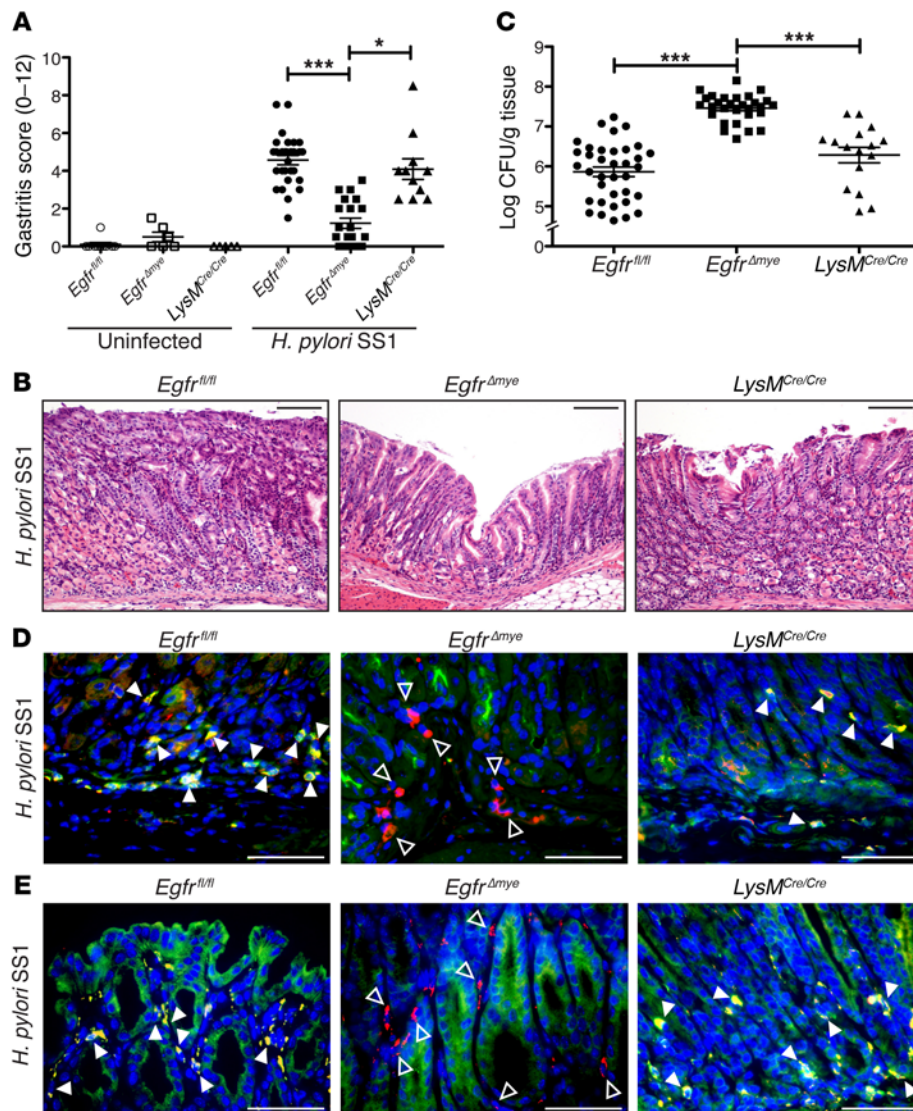 A
Gastritis score (0–12)
10
8
6
4
2
0
***
*
Egfr^fl/fl
Egfr^Δmye
LysM^Cre/Cre
Egfr^fl/fl
Egfr^Δmye
LysM^Cre/Cre
Uninfected
H. pylori SS1
C
Log CFU/g tissue
9
8
7
6
5
0
***
***
Egfr^fl/fl
Egfr^Δmye
LysM^Cre/Cre
B
Egfr^fl/fl
Egfr^Δmye
LysM^Cre/Cre
H. pylori SS1
D
Egfr^fl/fl
Egfr^Δmye
LysM^Cre/Cre
H. pylori SS1
E
Egfr^fl/fl
Egfr^Δmye
LysM^Cre/Cre
H. pylori SS1